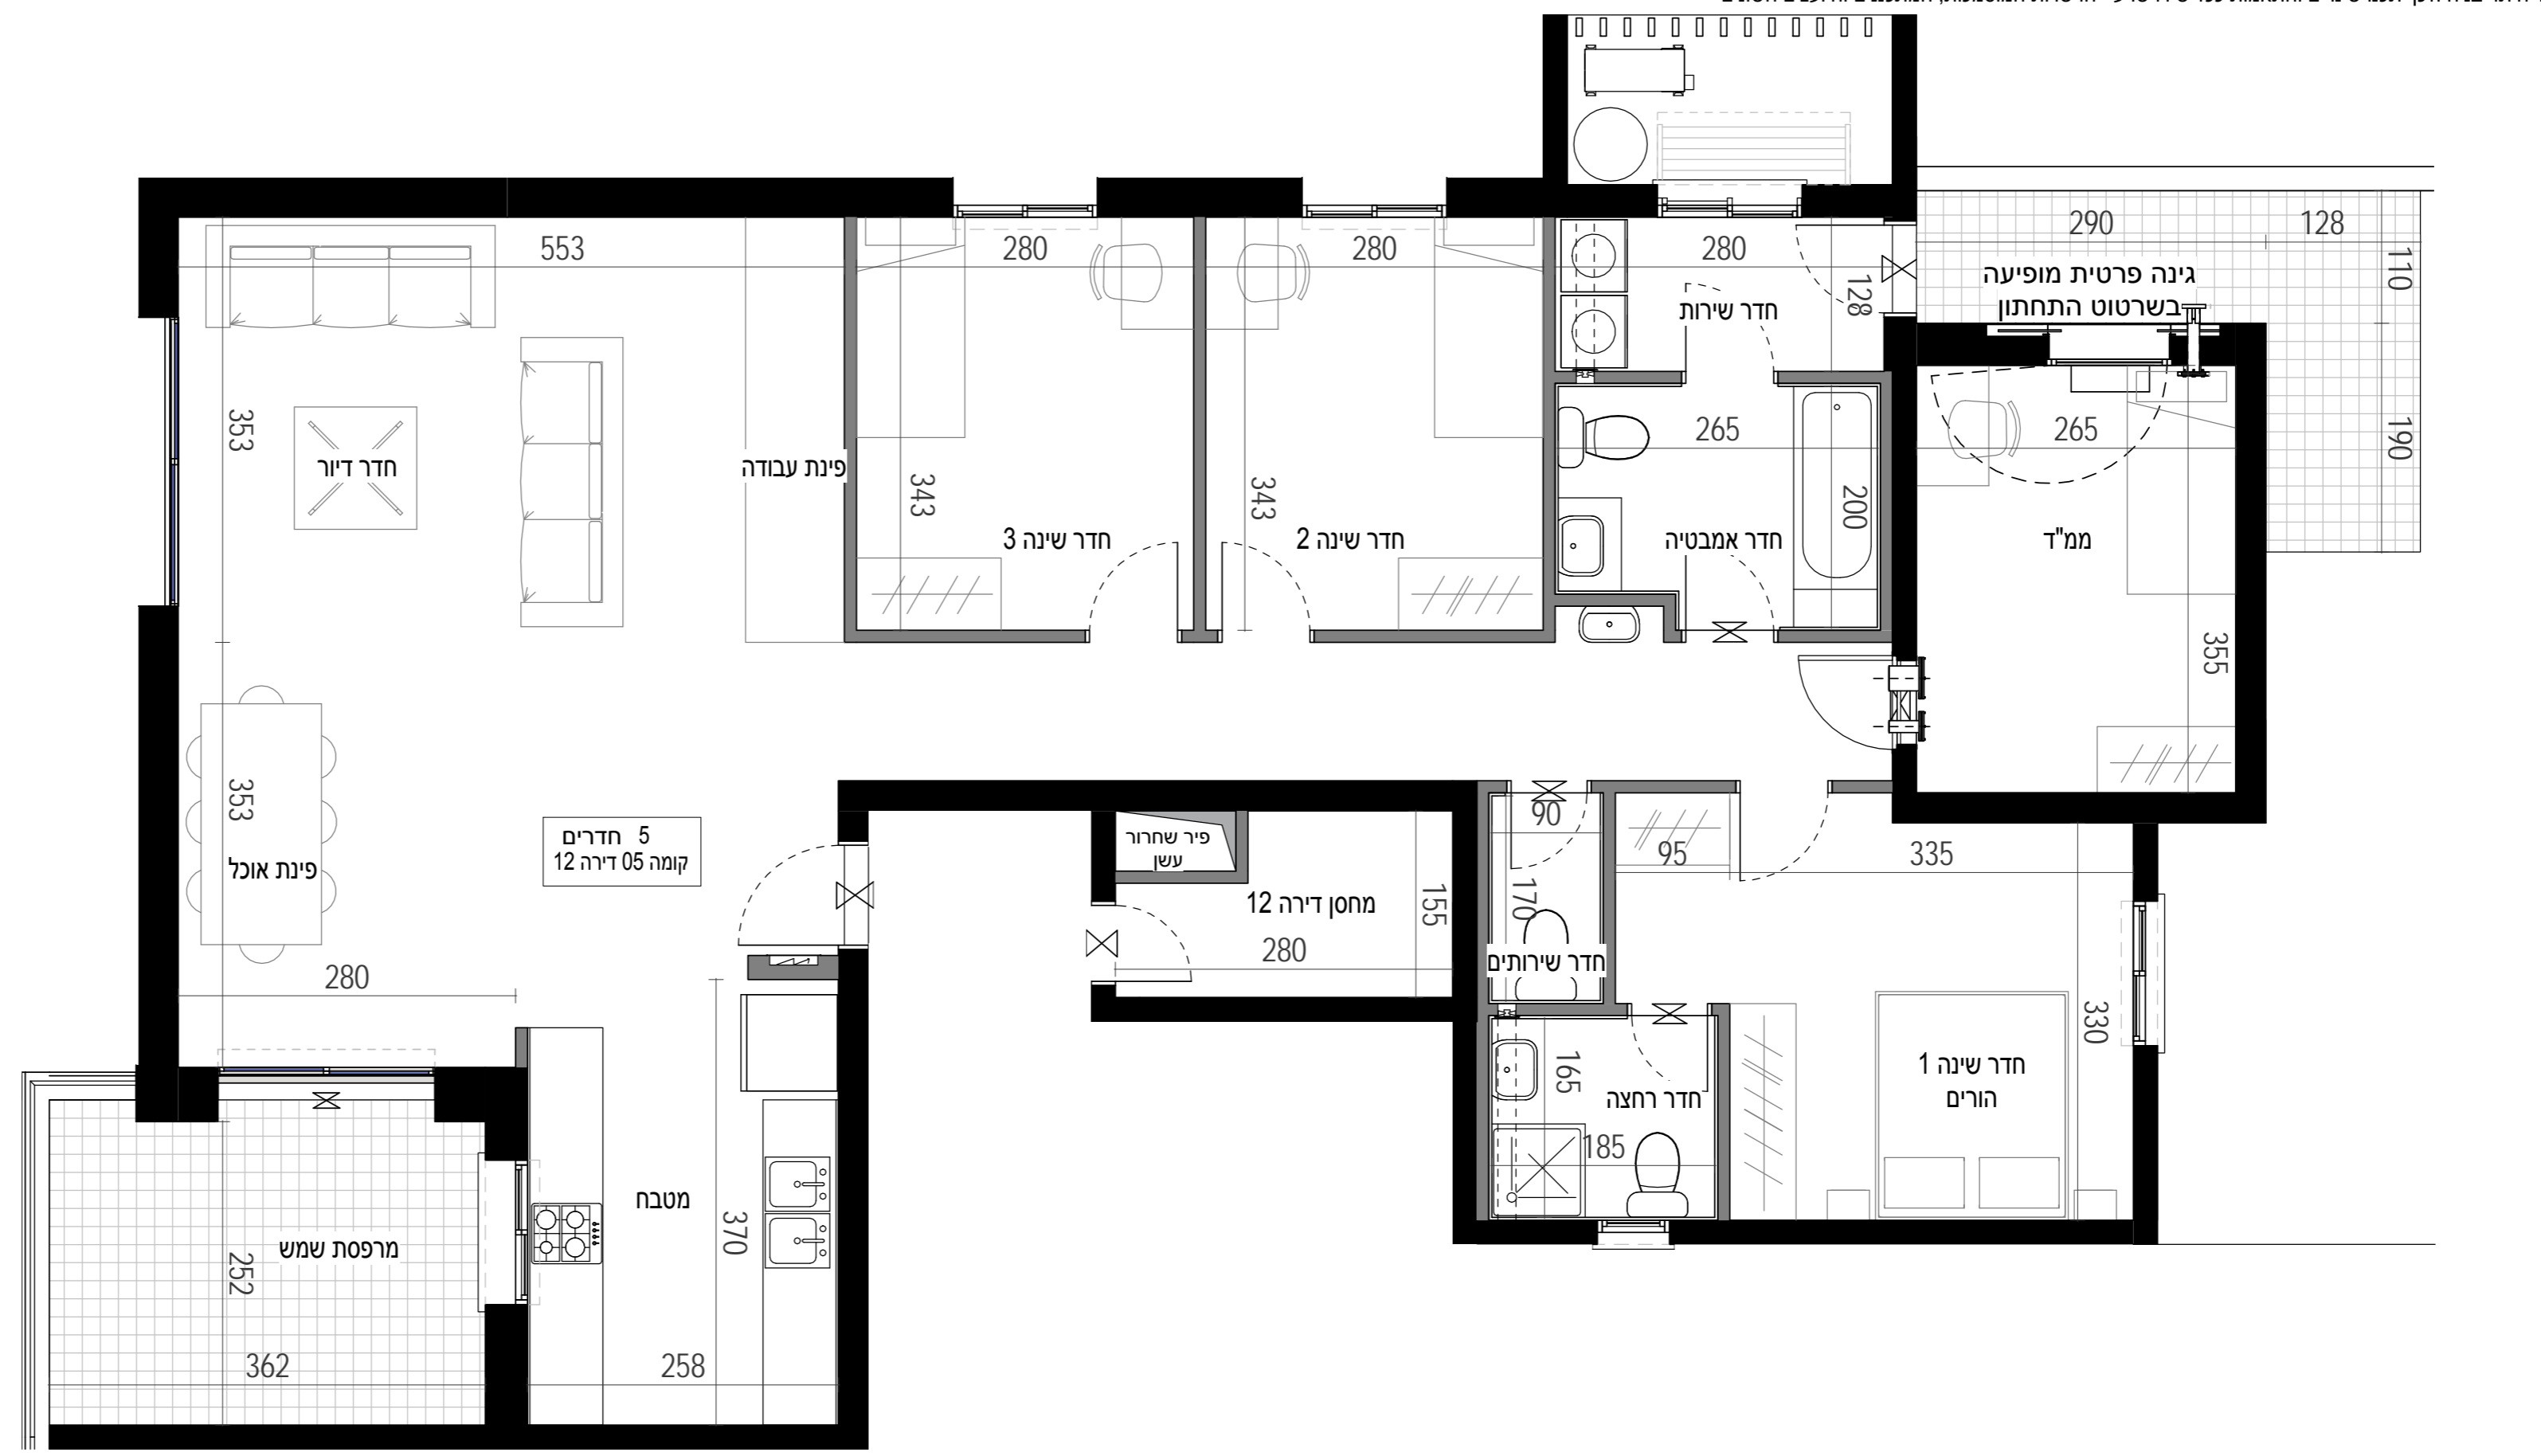 290
128
553
280
280
280
110
גינה פרטית מופיעה
בשרטוט התחתון
128
חדר שירות
353
265
265
190
חדר דיור
פינת עבודה
343
343
200
חדר שינה 3
חדר שינה 2
חדר אמבטיה
ממ"ד
355
353
90
5 חדרים
קומה 05 דירה 12
פיר שחרור
עשן
95
335
פינת אוכל
מחסן דירה 12
155
170
280
חדר שירותים
280
330
חדר שינה 1
הורים
165
חדר רחצה
185
מטבח
370
מרפסת שמש
252
362
258